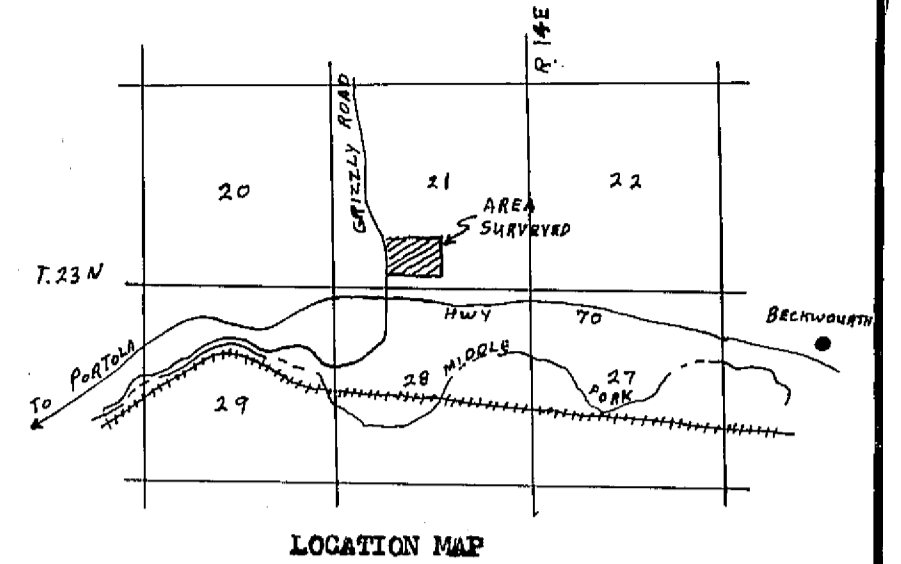 R. 14E
GRIZZLY ROAD
20
21
22
AREA
SURVEYED
T.23 N
HWY 70
BECKWOURTH
TO PORTOLA
MIDDLE
FORK
28
27
29
LOCATION MAP